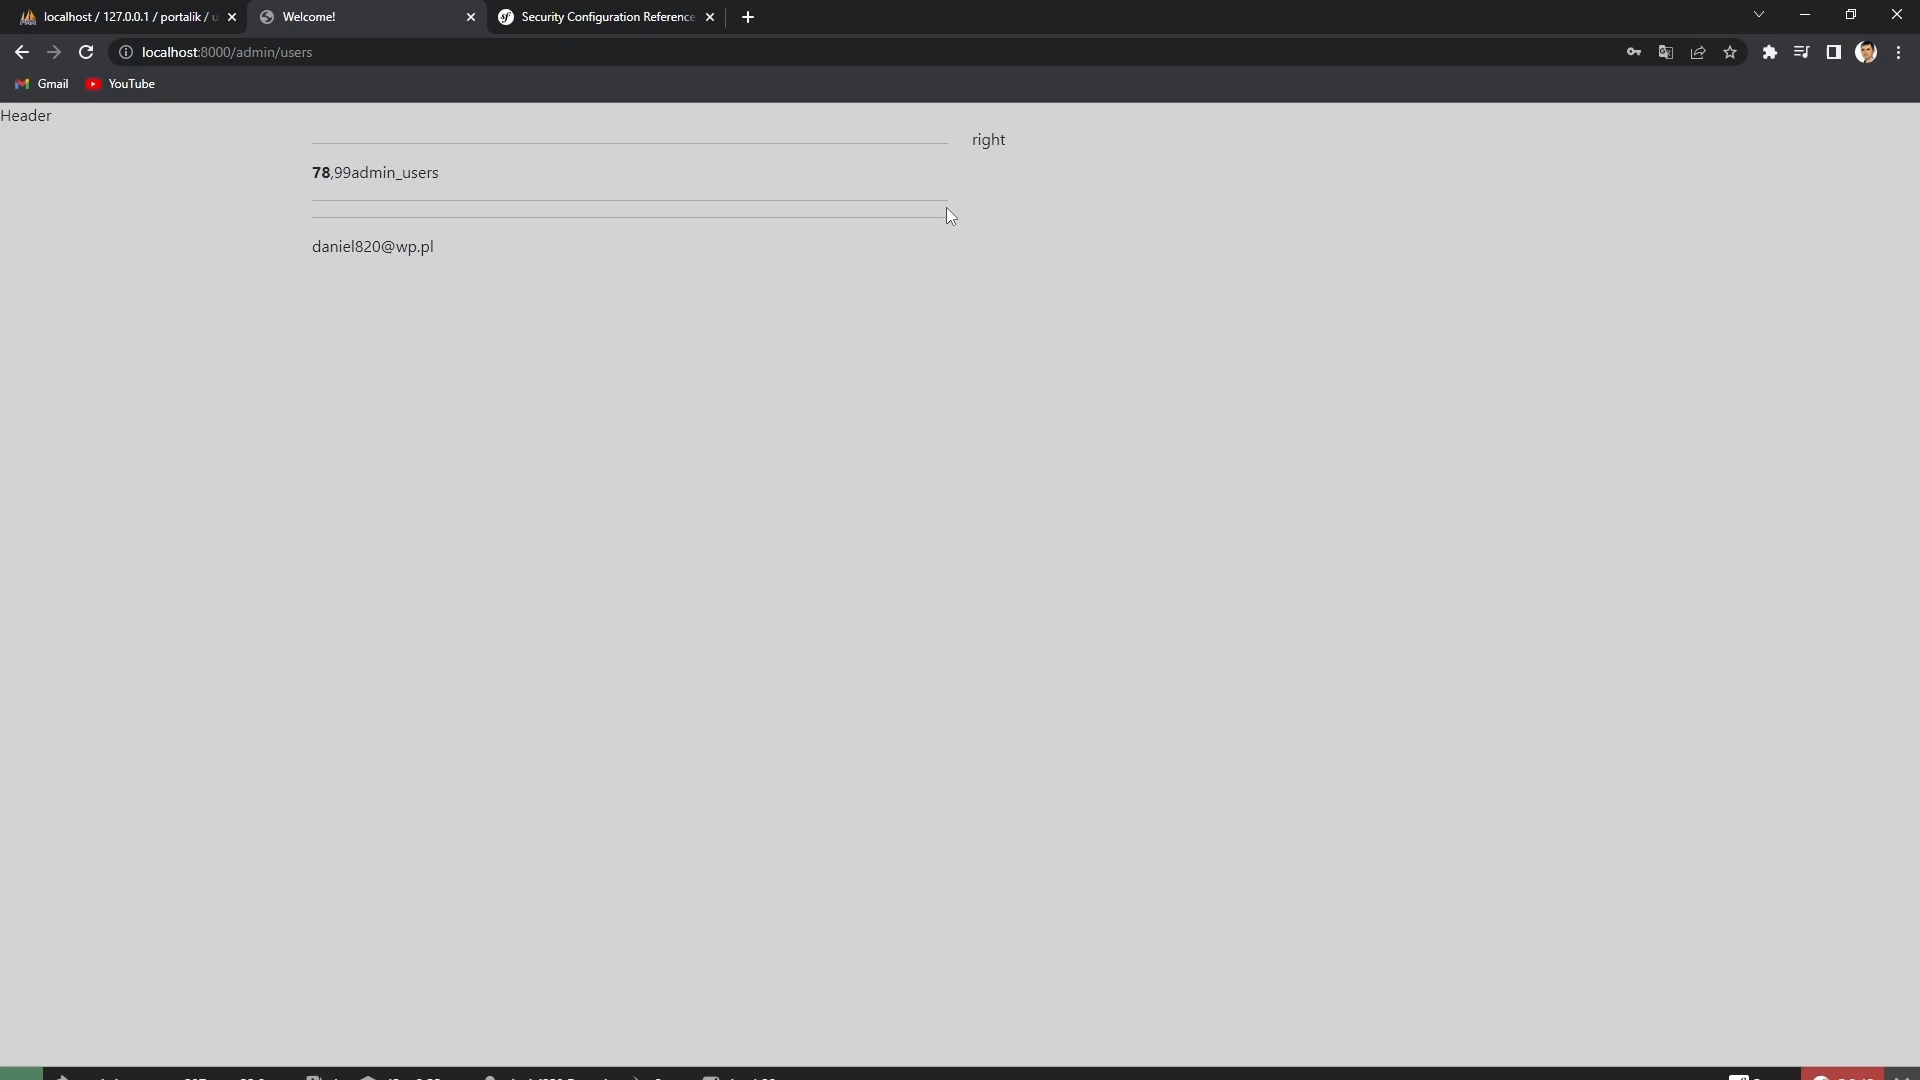 localhost / 127.0.0.1 / portalik / u
Welcome!
Security Configuration Reference
localhost:8000/admin/users
Gmail
YouTube
Header
right
78,99admin_users
daniel820@wp.pl